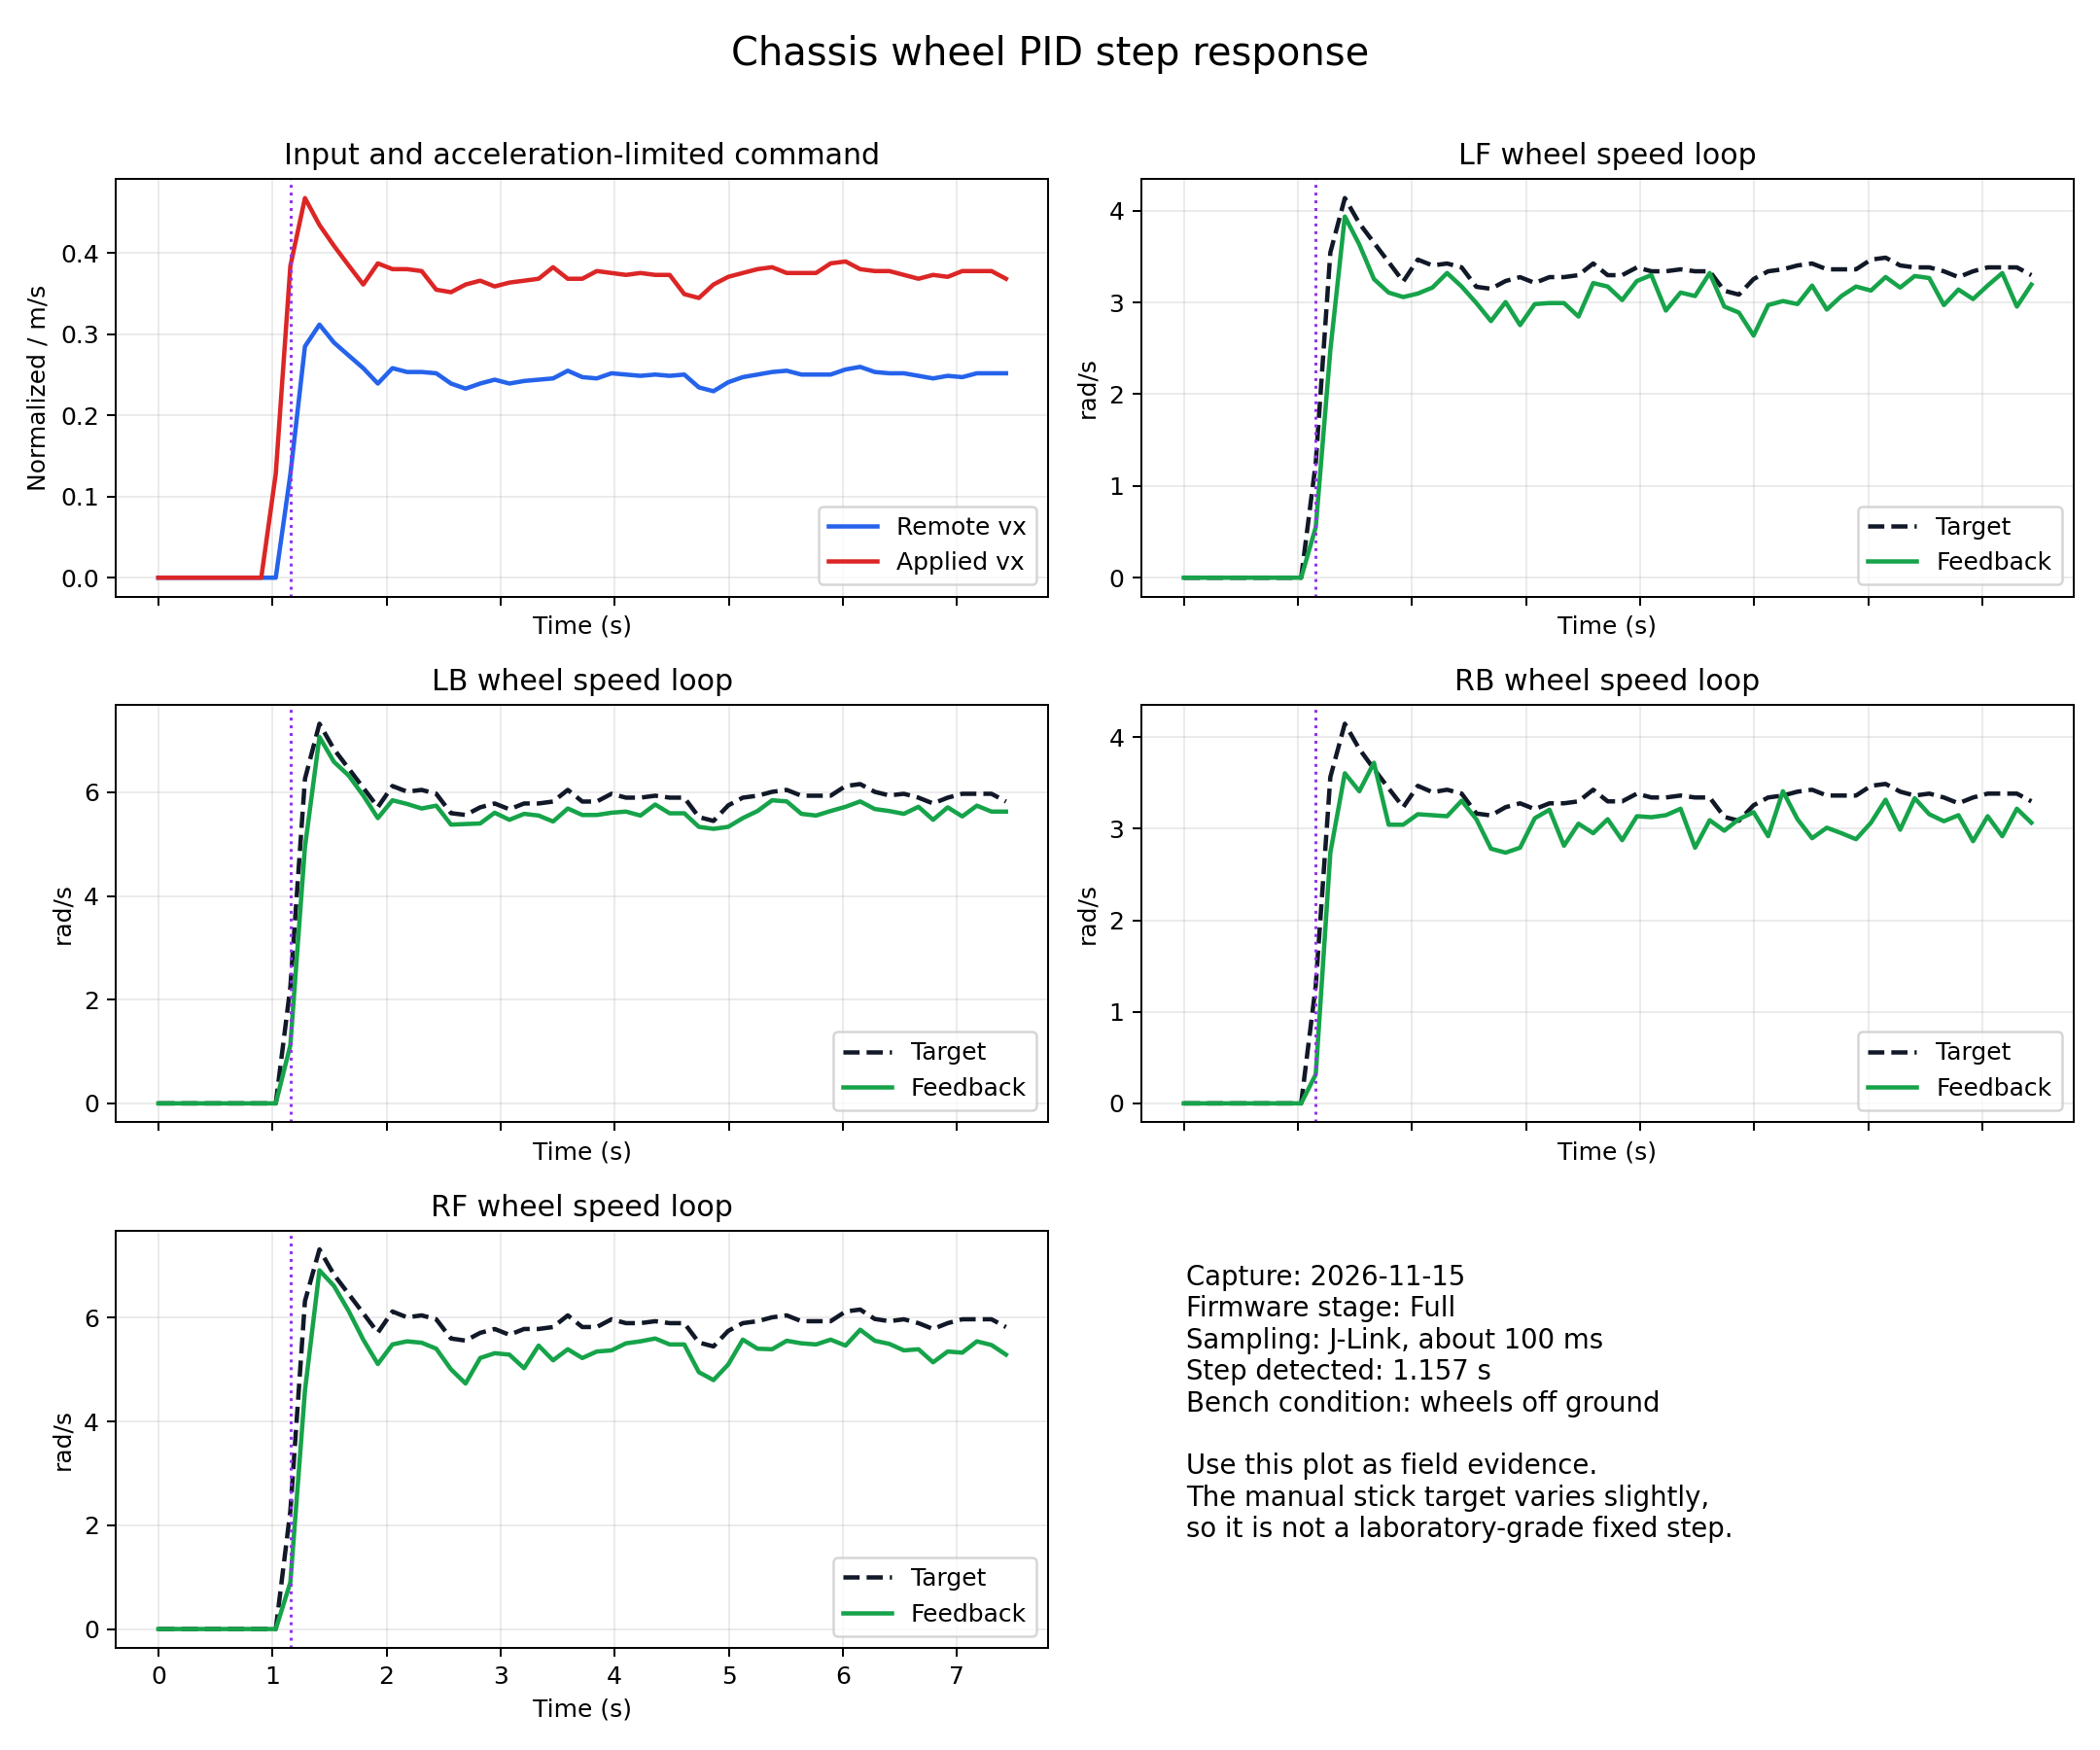 Chassis wheel PID step response
Input and acceleration-limited command
Normalized / m/s
0.4
0.3
0.2
0.1
0.0
Remote vx
Applied vx
Time (s)
LF wheel speed loop
rad/s
4
3
2
1
0
Target
Feedback
Time (s)
LB wheel speed loop
rad/s
6
4
2
0
Target
Feedback
Time (s)
RB wheel speed loop
rad/s
4
3
2
1
0
Target
Feedback
Time (s)
RF wheel speed loop
rad/s
6
4
2
0
Target
Feedback
0 1 2 3 4 5 6 7
Time (s)
Capture: 2026-11-15
Firmware stage: Full
Sampling: J-Link, about 100 ms
Step detected: 1.157 s
Bench condition: wheels off ground
Use this plot as field evidence.
The manual stick target varies slightly,
so it is not a laboratory-grade fixed step.